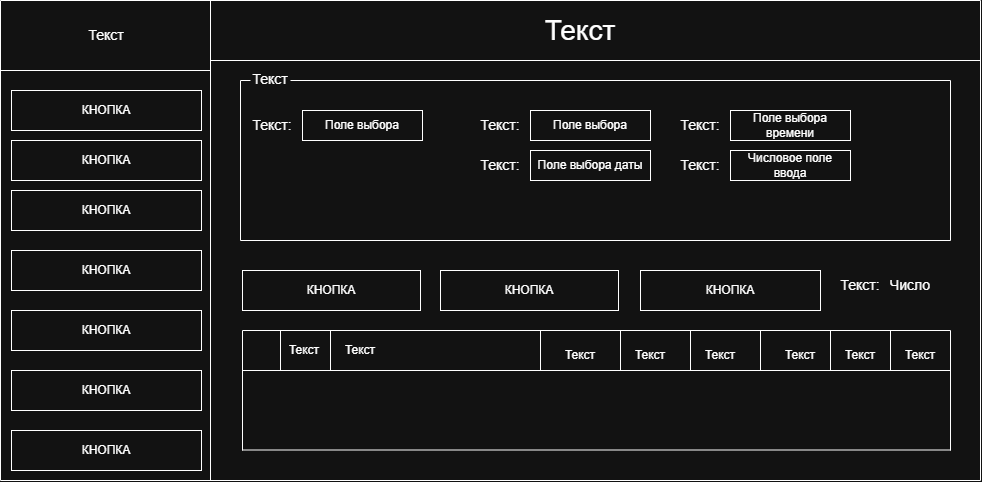 Текст
КНОПКА
КНОПКА
КНОПКА
КНОПКА
КНОПКА
КНОПКА
КНОПКА
Текст
Текст
Текст: Поле выбора
Текст: Поле выбора
Текст: Поле выбора
времени
Текст: Поле выбора даты
Текст: Числовое поле
ввода
КНОПКА КНОПКА КНОПКА Текст: Число
Текст Текст Текст Текст Текст Текст Текст Текст